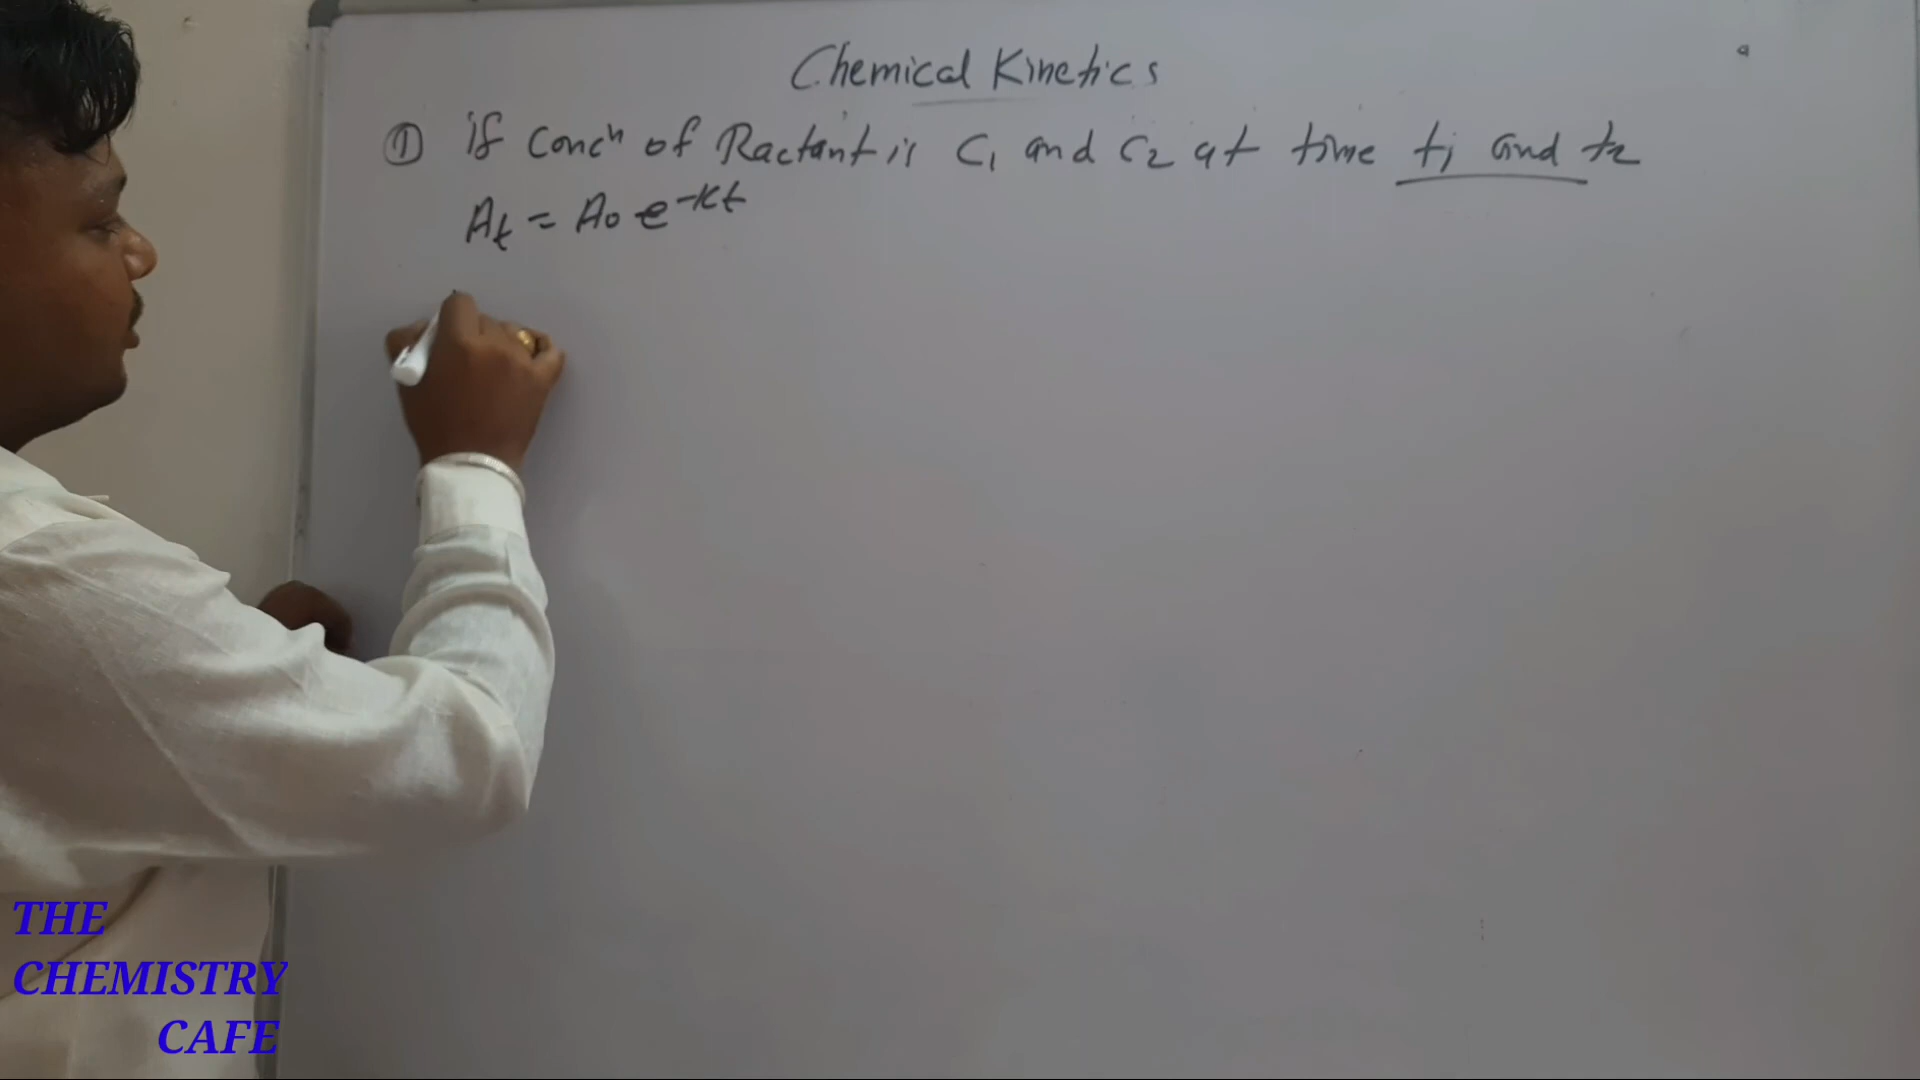 Chemical Kinetics
① if Concn of Ractant is C1 and C2 at time t1 and t2
At = A0 e^-Kt
THE
CHEMISTRY
CAFE